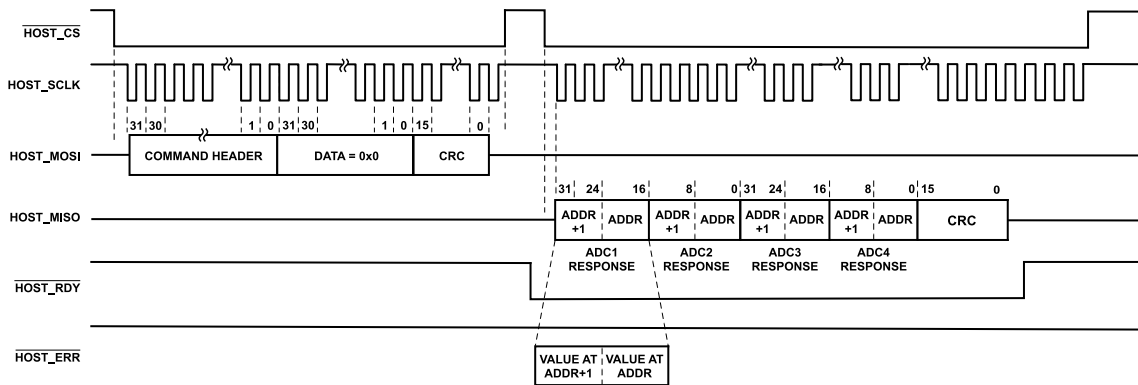 HOST_CS
HOST_SCLK
31 30 1 0 31 30 1 0 15 0
HOST_MOSI
COMMAND HEADER DATA = 0x0 CRC
31 24 16 8 0 31 24 16 8 0 15 0
HOST_MISO
ADDR +1 ADDR ADDR +1 ADDR ADDR +1 ADDR ADDR +1 ADDR CRC
ADC1 RESPONSE ADC2 RESPONSE ADC3 RESPONSE ADC4 RESPONSE
HOST_RDY
HOST_ERR
VALUE AT ADDR+1 VALUE AT ADDR